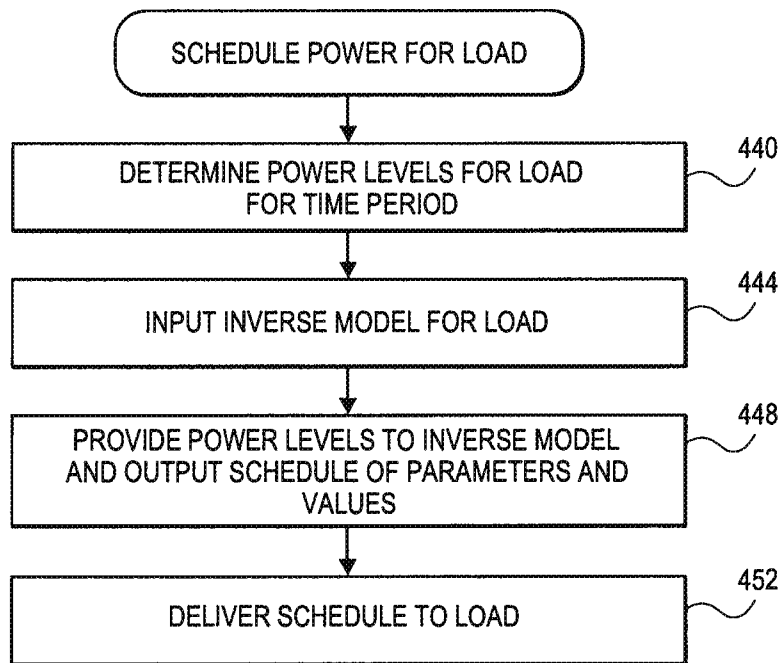 SCHEDULE POWER FOR LOAD
DETERMINE POWER LEVELS FOR LOAD
FOR TIME PERIOD
440
INPUT INVERSE MODEL FOR LOAD
444
PROVIDE POWER LEVELS TO INVERSE MODEL
AND OUTPUT SCHEDULE OF PARAMETERS AND
VALUES
448
DELIVER SCHEDULE TO LOAD
452